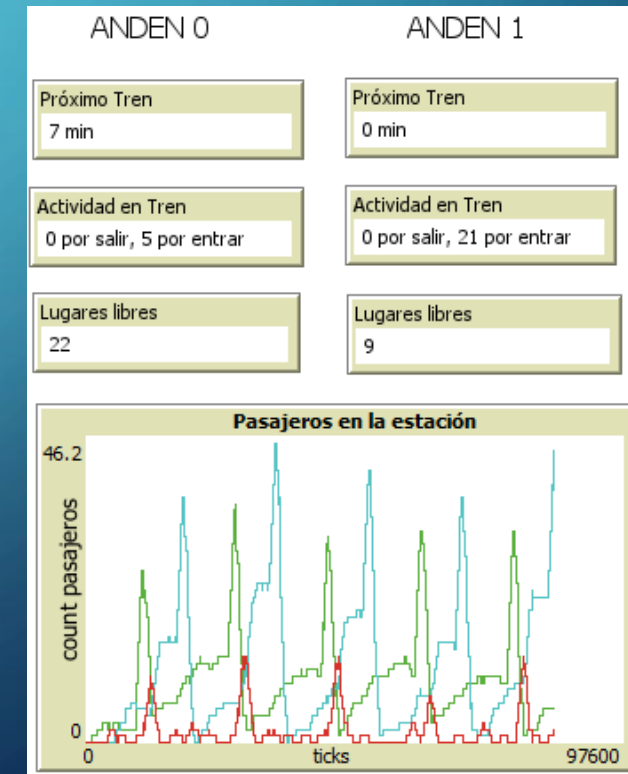 ANDEN 0
ANDEN 1
Próximo Tren
7 min
Próximo Tren
0 min
Actividad en Tren
0 por salir, 5 por entrar
Actividad en Tren
0 por salir, 21 por entrar
Lugares libres
22
Lugares libres
9
Pasajeros en la estación
46.2
count pasajeros
0
0
ticks
97600